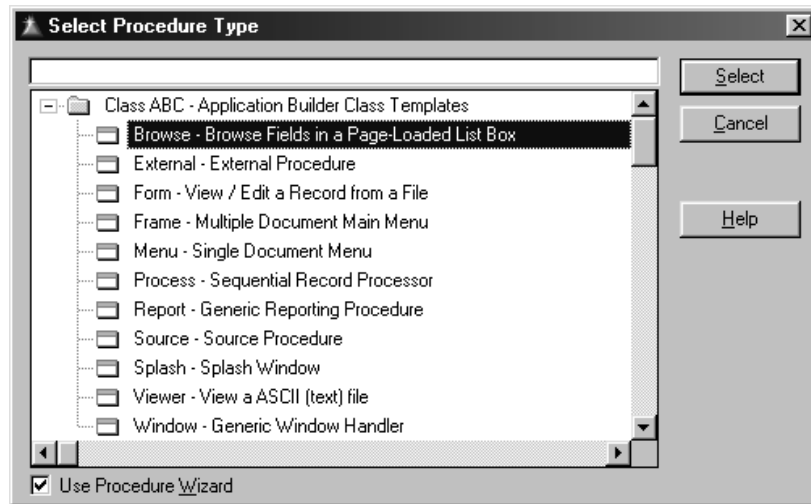 Select Procedure Type
Select
Class ABC - Application Builder Class Templates
Browse - Browse Fields in a Page-Loaded List Box
Cancel
External - External Procedure
Form - View / Edit a Record from a File
Frame - Multiple Document Main Menu
Help
Menu - Single Document Menu
Process - Sequential Record Processor
Report - Generic Reporting Procedure
Source - Source Procedure
Splash - Splash Window
Viewer - View a ASCII (text) file
Window - Generic Window Handler
Use Procedure Wizard